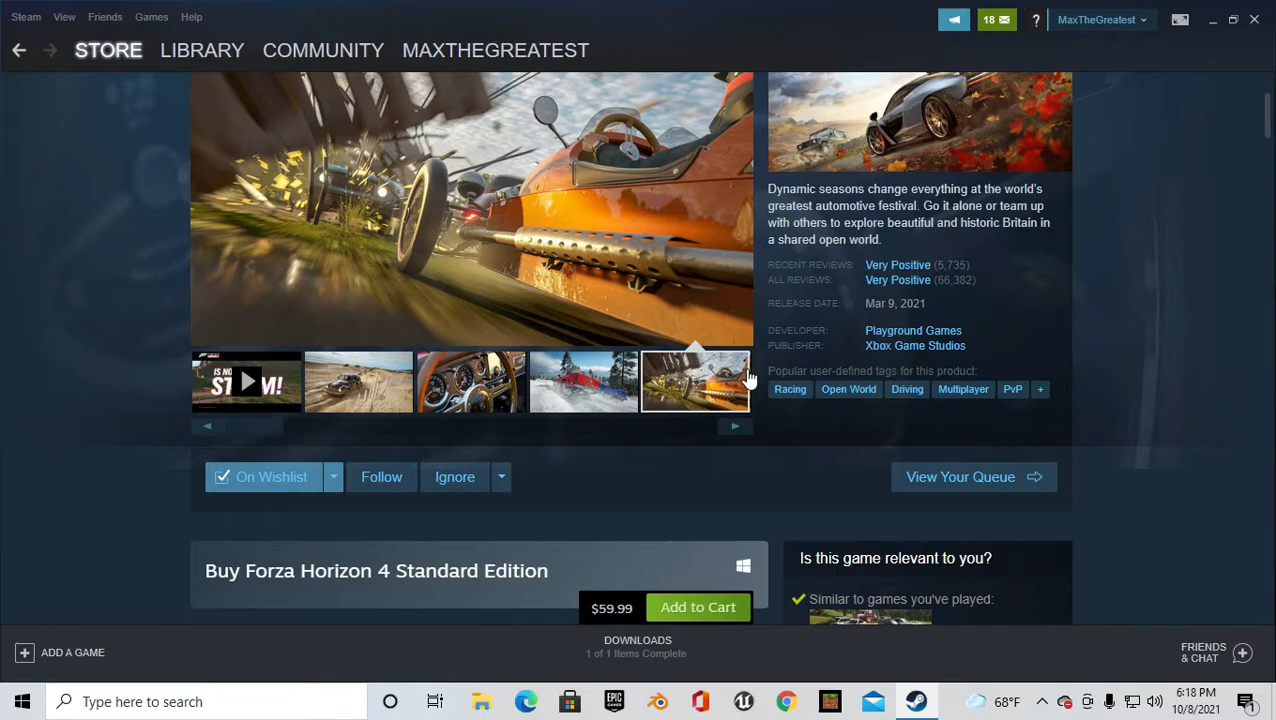 Steam View Friends Games Help
18 ? MaxTheGreatest
STORE LIBRARY COMMUNITY MAXTHEGREATEST
Dynamic seasons change everything at the world's
greatest automotive festival. Go it alone or team up
with others to explore beautiful and historic Britain in
a shared open world.
RECENT REVIEWS: Very Positive (5,735)
ALL REVIEWS: Very Positive (66,382)
RELEASE DATE: Mar 9, 2021
DEVELOPER: Playground Games
PUBLISHER: Xbox Game Studios
Popular user-defined tags for this product:
Racing Open World Driving Multiplayer PvP +
IS NO
ST M!
On Wishlist Follow Ignore View Your Queue
Buy Forza Horizon 4 Standard Edition
$59.99 Add to Cart
Is this game relevant to you?
Similar to games you've played:
ADD A GAME
DOWNLOADS
1 of 1 Items Complete
FRIENDS
& CHAT
Type here to search
EPIC
GAMES
68°F
6:18 PM
10/8/2021
1